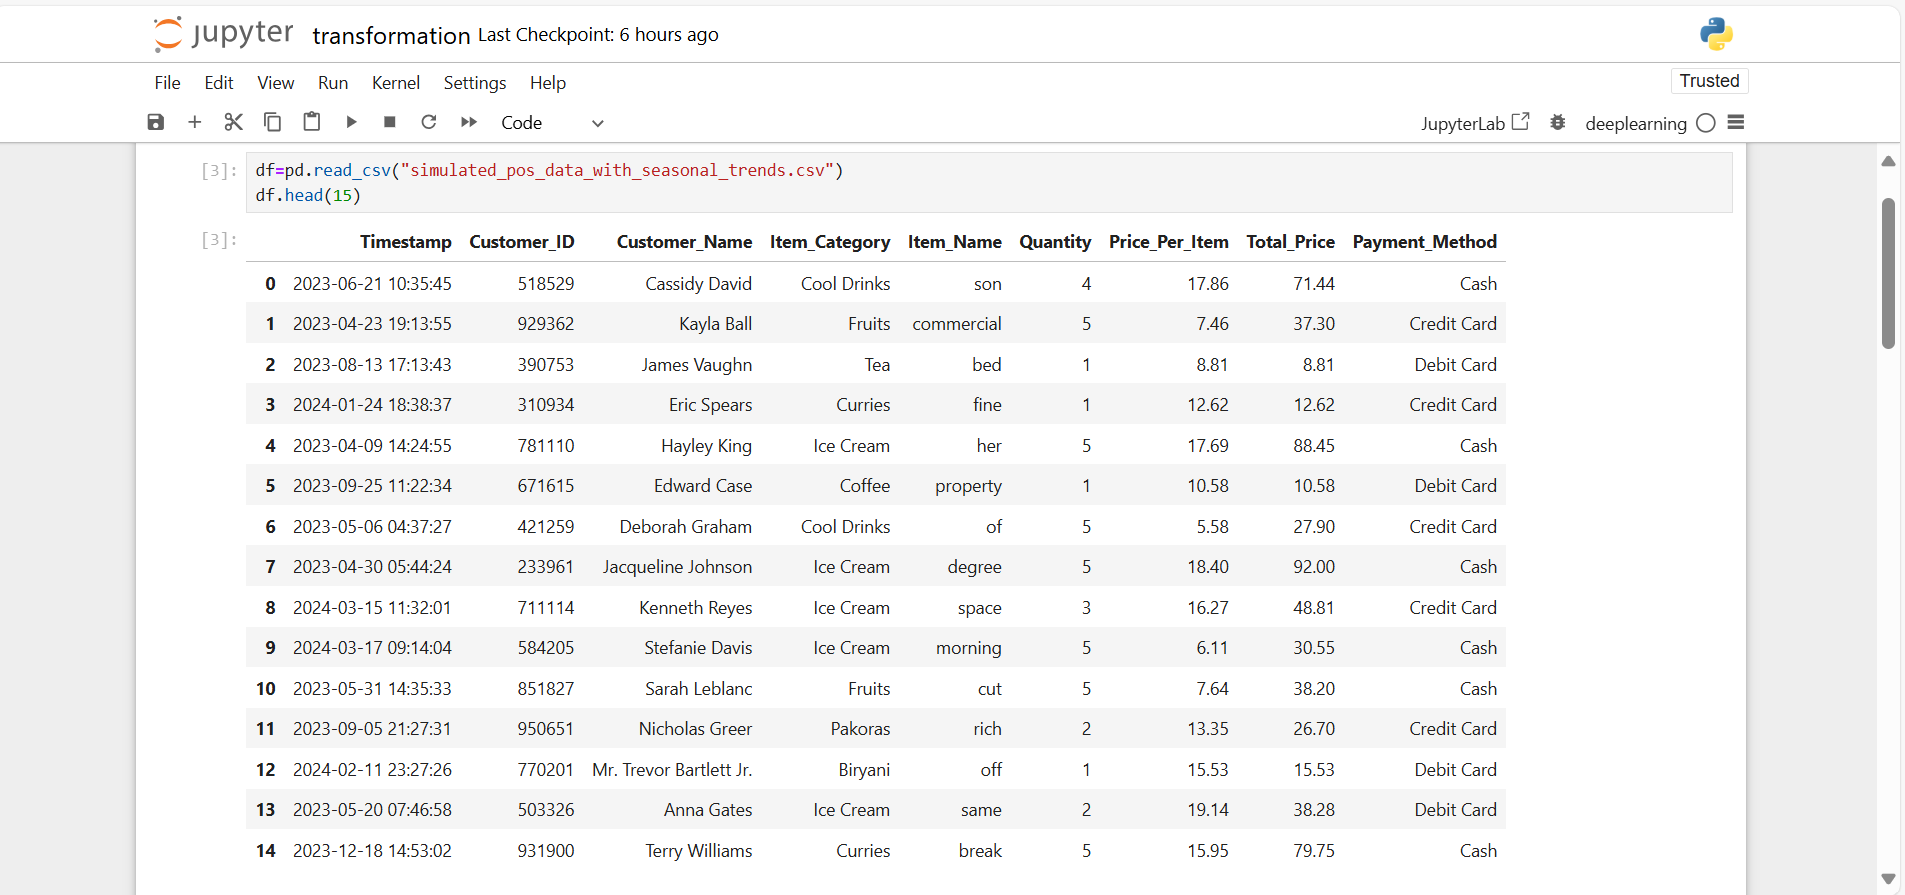 jupyter transformation Last Checkpoint: 6 hours ago
File Edit View Run Kernel Settings Help Trusted
Code JupyterLab deeplearning
[3]: df=pd.read_csv("simulated_pos_data_with_seasonal_trends.csv")
df.head(15)
[3]: Timestamp Customer_ID Customer_Name Item_Category Item_Name Quantity Price_Per_Item Total_Price Payment_Method
0 2023-06-21 10:35:45 518529 Cassidy David Cool Drinks son 4 17.86 71.44 Cash
1 2023-04-23 19:13:55 929362 Kayla Ball Fruits commercial 5 7.46 37.30 Credit Card
2 2023-08-13 17:13:43 390753 James Vaughn Tea bed 1 8.81 8.81 Debit Card
3 2024-01-24 18:38:37 310934 Eric Spears Curries fine 1 12.62 12.62 Credit Card
4 2023-04-09 14:24:55 781110 Hayley King Ice Cream her 5 17.69 88.45 Cash
5 2023-09-25 11:22:34 671615 Edward Case Coffee property 1 10.58 10.58 Debit Card
6 2023-05-06 04:37:27 421259 Deborah Graham Cool Drinks of 5 5.58 27.90 Credit Card
7 2023-04-30 05:44:24 233961 Jacqueline Johnson Ice Cream degree 5 18.40 92.00 Cash
8 2024-03-15 11:32:01 711114 Kenneth Reyes Ice Cream space 3 16.27 48.81 Credit Card
9 2024-03-17 09:14:04 584205 Stefanie Davis Ice Cream morning 5 6.11 30.55 Cash
10 2023-05-31 14:35:33 851827 Sarah Leblanc Fruits cut 5 7.64 38.20 Cash
11 2023-09-05 21:27:31 950651 Nicholas Greer Pakoras rich 2 13.35 26.70 Credit Card
12 2024-02-11 23:27:26 770201 Mr. Trevor Bartlett Jr. Biryani off 1 15.53 15.53 Debit Card
13 2023-05-20 07:46:58 503326 Anna Gates Ice Cream same 2 19.14 38.28 Debit Card
14 2023-12-18 14:53:02 931900 Terry Williams Curries break 5 15.95 79.75 Cash